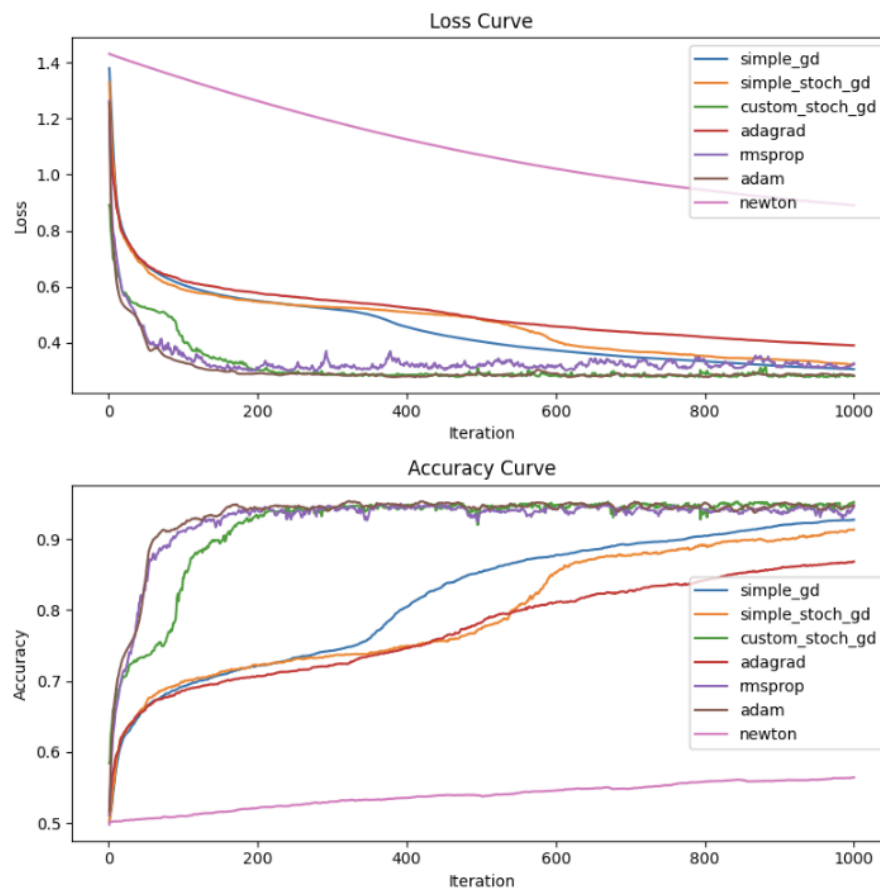 Loss Curve
1.4
1.2
1.0
0.8
0.6
0.4
Loss
simple_gd
simple_stoch_gd
custom_stoch_gd
adagrad
rmsprop
adam
newton
0 200 400 600 800 1000
Iteration
Accuracy Curve
0.9
0.8
0.7
0.6
0.5
Accuracy
simple_gd
simple_stoch_gd
custom_stoch_gd
adagrad
rmsprop
adam
newton
0 200 400 600 800 1000
Iteration